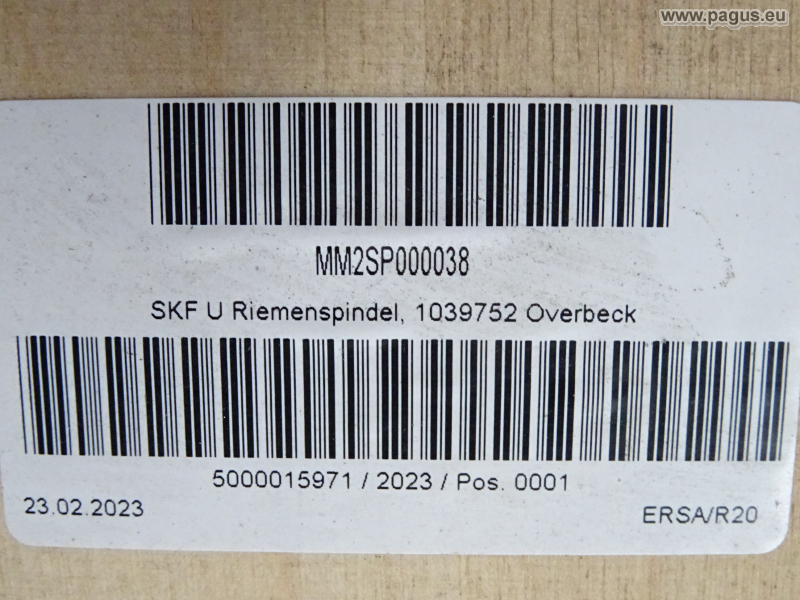 www.pagus.eu
MM2SP000038
SKF U Riemenspindel, 1039752 Overbeck
5000015971 / 2023 / Pos. 0001
23.02.2023
ERSA/R20